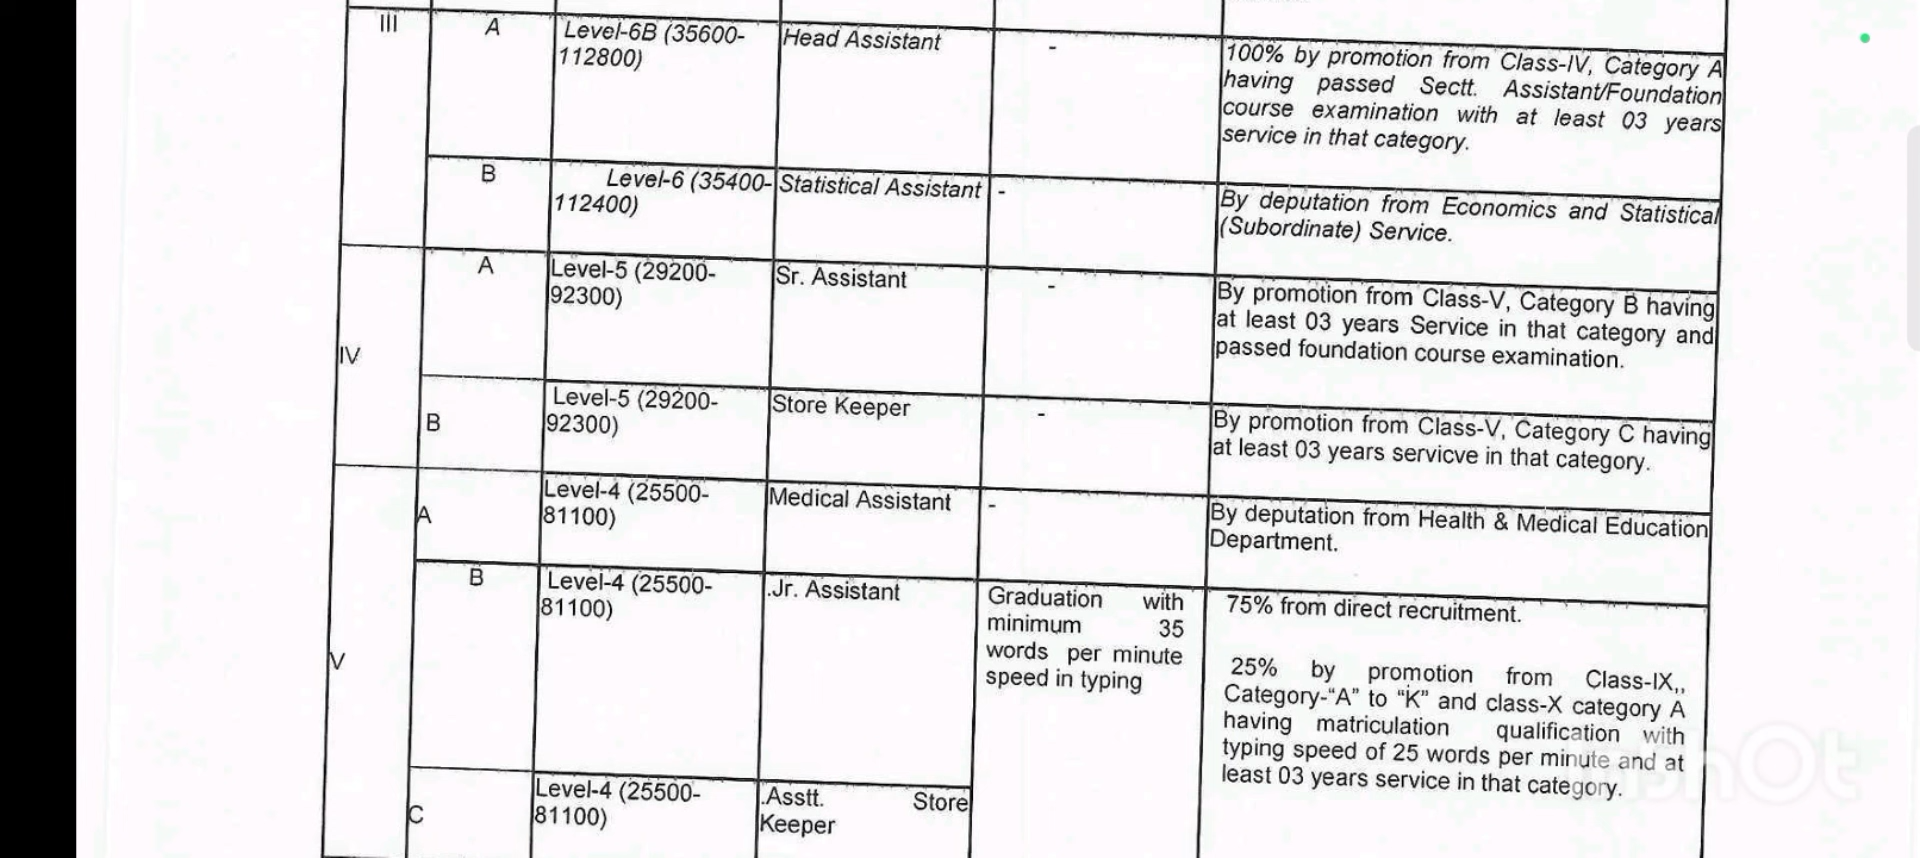 III
A
Level-6B (35600-
112800)
Head Assistant
-
100% by promotion from Class-IV, Category A
having passed Sectt. Assistant/Foundation
course examination with at least 03 years
service in that category.
B
Level-6 (35400-
112400)
Statistical Assistant
-
By deputation from Economics and Statistical
(Subordinate) Service.
IV
A
Level-5 (29200-
92300)
Sr. Assistant
-
By promotion from Class-V, Category B having
at least 03 years Service in that category and
passed foundation course examination.
B
Level-5 (29200-
92300)
Store Keeper
-
By promotion from Class-V, Category C having
at least 03 years servicve in that category.
V
A
Level-4 (25500-
81100)
Medical Assistant
-
By deputation from Health & Medical Education
Department.
B
Level-4 (25500-
81100)
.Jr. Assistant
Graduation with
minimum 35
words per minute
speed in typing
75% from direct recruitment.
25% by promotion from Class-IX,,
Category-“A” to “K” and class-X category A
having matriculation qualification with
typing speed of 25 words per minute and at
least 03 years service in that category.
C
Level-4 (25500-
81100)
.Asstt. Store
Keeper
InShOt